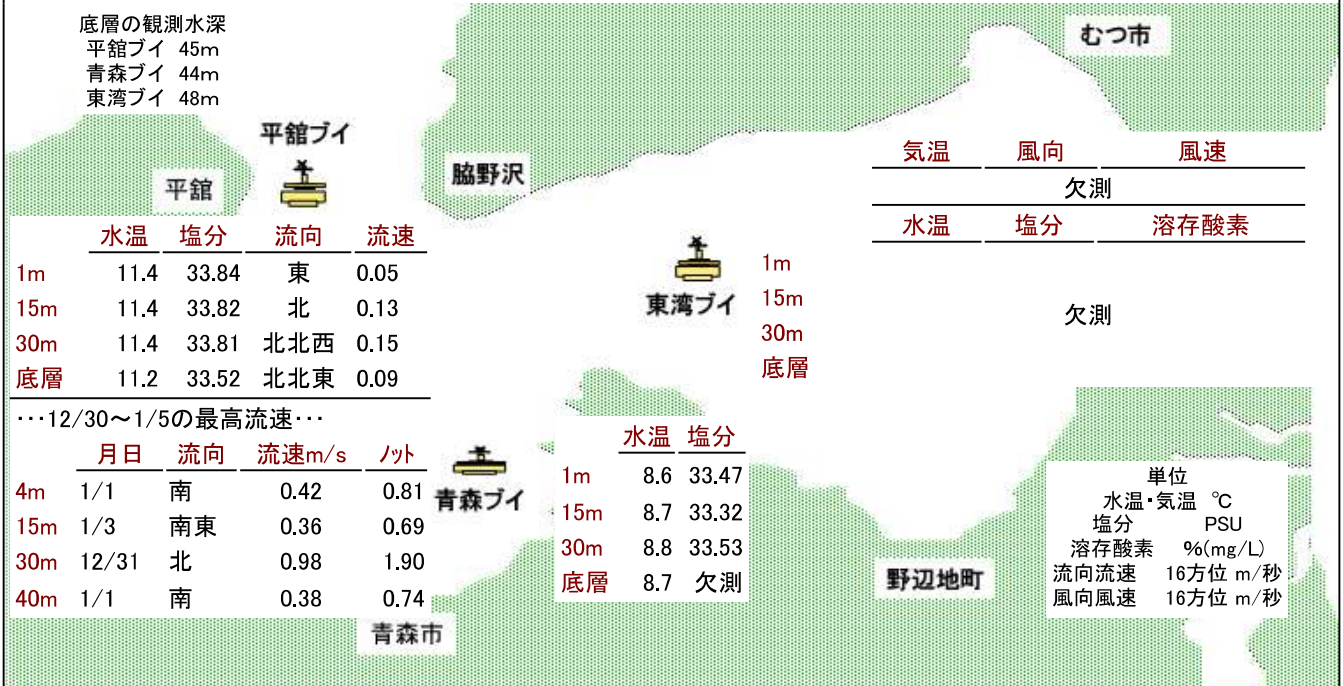 底層の観測水深
平舘ブイ 45m
青森ブイ 44m
東湾ブイ 48m
むつ市
平舘ブイ
平舘
脇野沢
気温 風向 風速
欠測
水温 塩分 溶存酸素
東湾ブイ
1m
15m
30m
底層
欠測
水温 塩分 流向 流速
1m 11.4 33.84 東 0.05
15m 11.4 33.82 北 0.13
30m 11.4 33.81 北北西 0.15
底層 11.2 33.52 北北東 0.09
…12/30～1/5の最高流速…
月日 流向 流速m/s ノット
4m 1/1 南 0.42 0.81
15m 1/3 南東 0.36 0.69
30m 12/31 北 0.98 1.90
40m 1/1 南 0.38 0.74
青森ブイ
水温 塩分
1m 8.6 33.47
15m 8.7 33.32
30m 8.8 33.53
底層 8.7 欠測
青森市
野辺地町
単位
水温・気温 ℃
塩分 PSU
溶存酸素 %(mg/L)
流向流速 16方位 m/秒
風向風速 16方位 m/秒